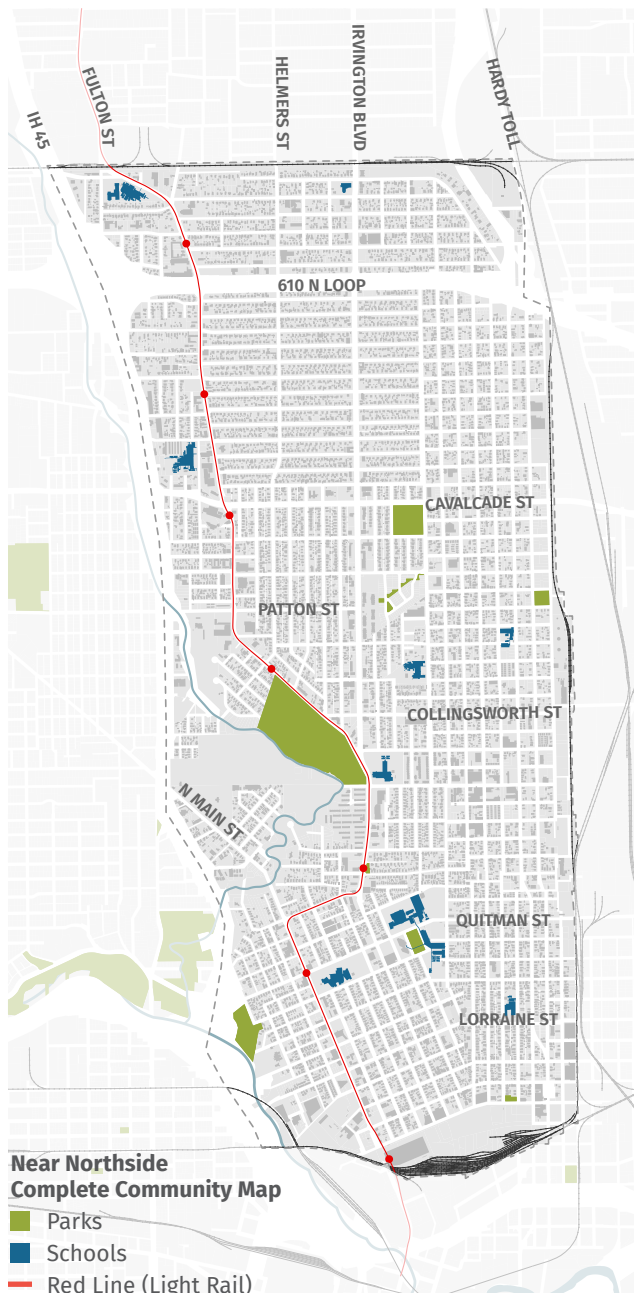 IH 45
FULTON ST
HELMERS ST
IRVINGTON BLVD
HARDY TOLL
610 N LOOP
CAVALCADE ST
PATTON ST
COLLINGSWORTH ST
N MAIN ST
QUITMAN ST
LORRAINE ST
Near Northside
Complete Community Map
Parks
Schools
Red Line (Light Rail)